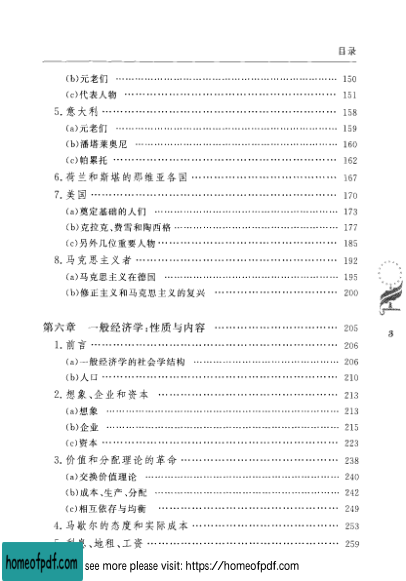 目录
(b)元老们 …… 150
(c)代表人物 …… 151
5.意大利 …… 158
(a)元老们 …… 159
(b)潘塔莱奥尼 …… 160
(c)帕累托 …… 162
6.荷兰和斯堪的那维亚各国 …… 167
7.美国 …… 170
(a)奠定基础的人们 …… 173
(b)克拉克、费雪和陶西格 …… 177
(c)另外几位重要人物 …… 185
8.马克思主义者 …… 192
(a)马克思主义在德国 …… 195
(b)修正主义和马克思主义的复兴 …… 200
第六章 一般经济学:性质与内容 …… 205
3
1.前言 …… 206
(a)一般经济学的社会学结构 …… 206
(b)人口 …… 210
2.想象、企业和资本 …… 213
(a)想象 …… 213
(b)企业 …… 215
(c)资本 …… 223
3.价值和分配理论的革命 …… 238
(a)交换价值理论 …… 240
(b)成本、生产、分配 …… 242
(c)相互依存与均衡 …… 249
4.马歇尔的态度和实际成本 …… 253
息、地租、工资 …… 259
homeofpdf.com
see more please visit: https://homeofpdf.com